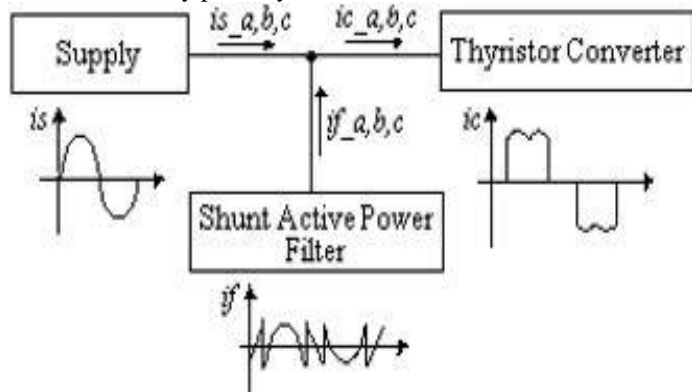 is_a,b,c
ic_a,b,c
Supply
Thyristor Converter
if_a,b,c
is
ic
Shunt Active Power
Filter
if